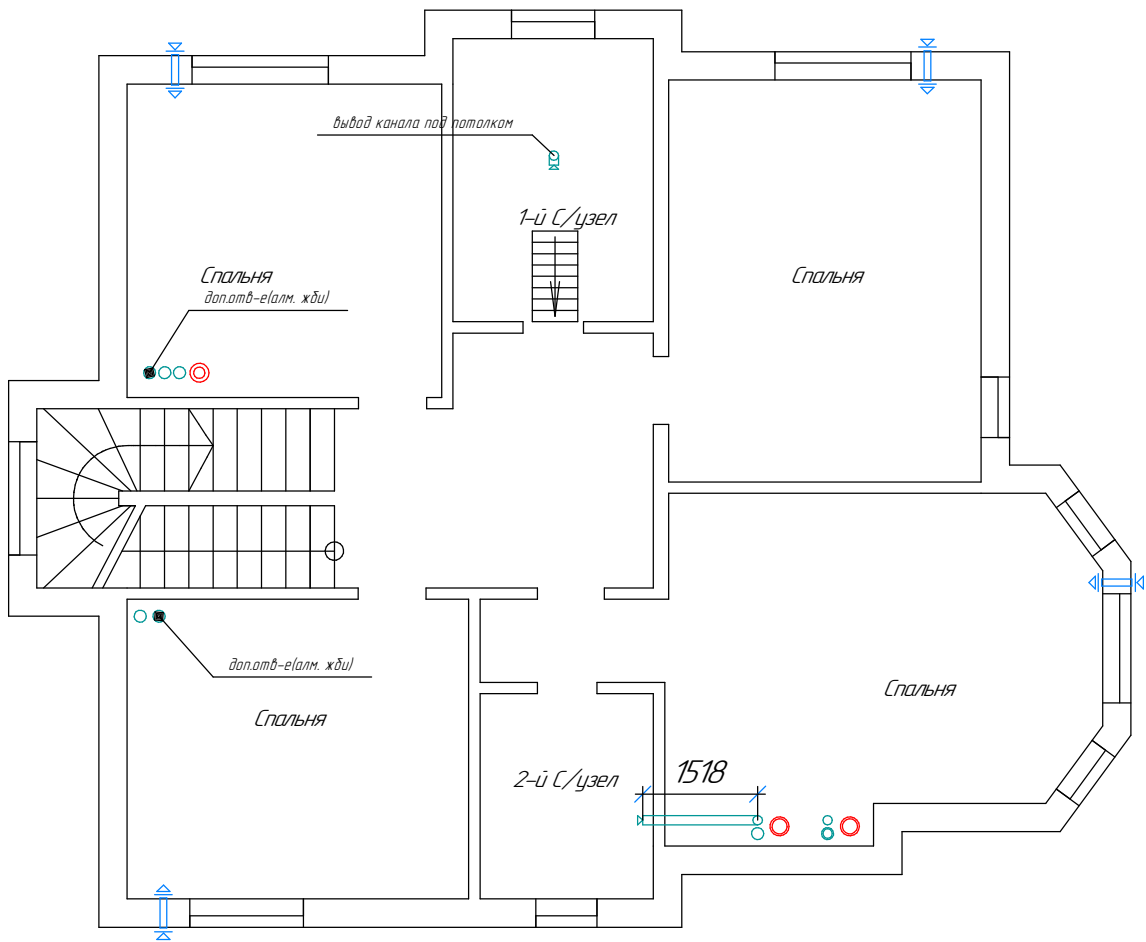 вывод канала под потолком
1-й С/узел
Спальня
доп.отв-е(алм. жби)
Спальня
доп.отв-е(алм. жби)
Спальня
Спальня
1518
2-й С/узел